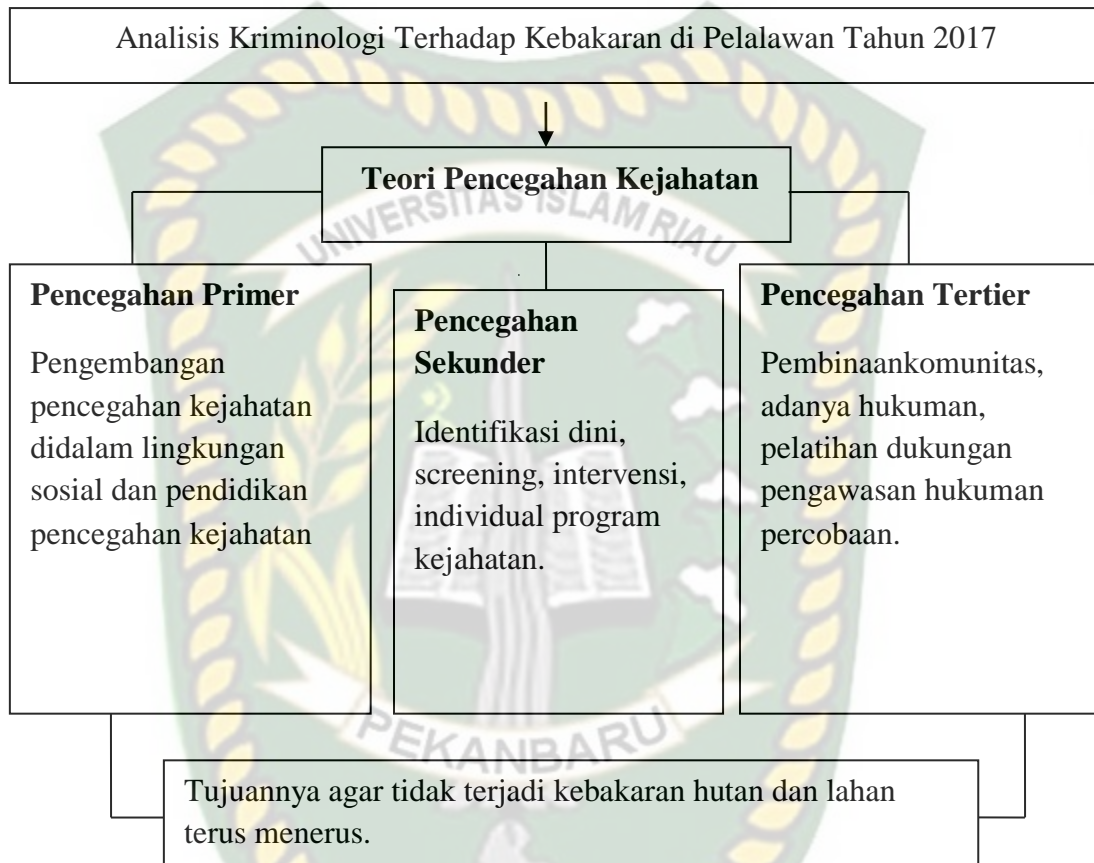 Analisis Kriminologi Terhadap Kebakaran di Pelalawan Tahun 2017
Teori Pencegahan Kejahatan
UNIVERSITAS ISLAM RIAU
Pencegahan Primer
Pengembangan
pencegahan kejahatan
didalam lingkungan
sosial dan pendidikan
pencegahan kejahatan
Pencegahan
Sekunder
Identifikasi dini,
screening, intervensi,
individual program
kejahatan.
Pencegahan Tertier
Pembinaankomunitas,
adanya hukuman,
pelatihan dukungan
pengawasan hukuman
percobaan.
PEKANBARU
Tujuannya agar tidak terjadi kebakaran hutan dan lahan
terus menerus.